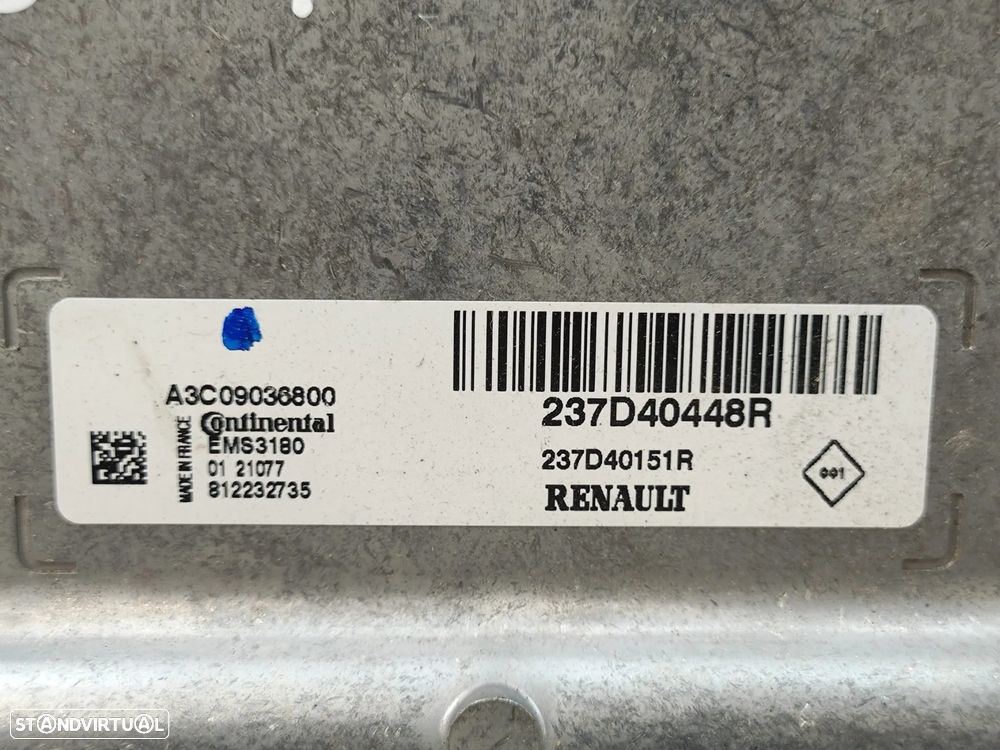 A3C09036800
Continental
EMS3180
01 21077
812232735
MADE IN FRANCE
237D40448R
237D40151R
RENAULT
001
STANDVIRTUAL